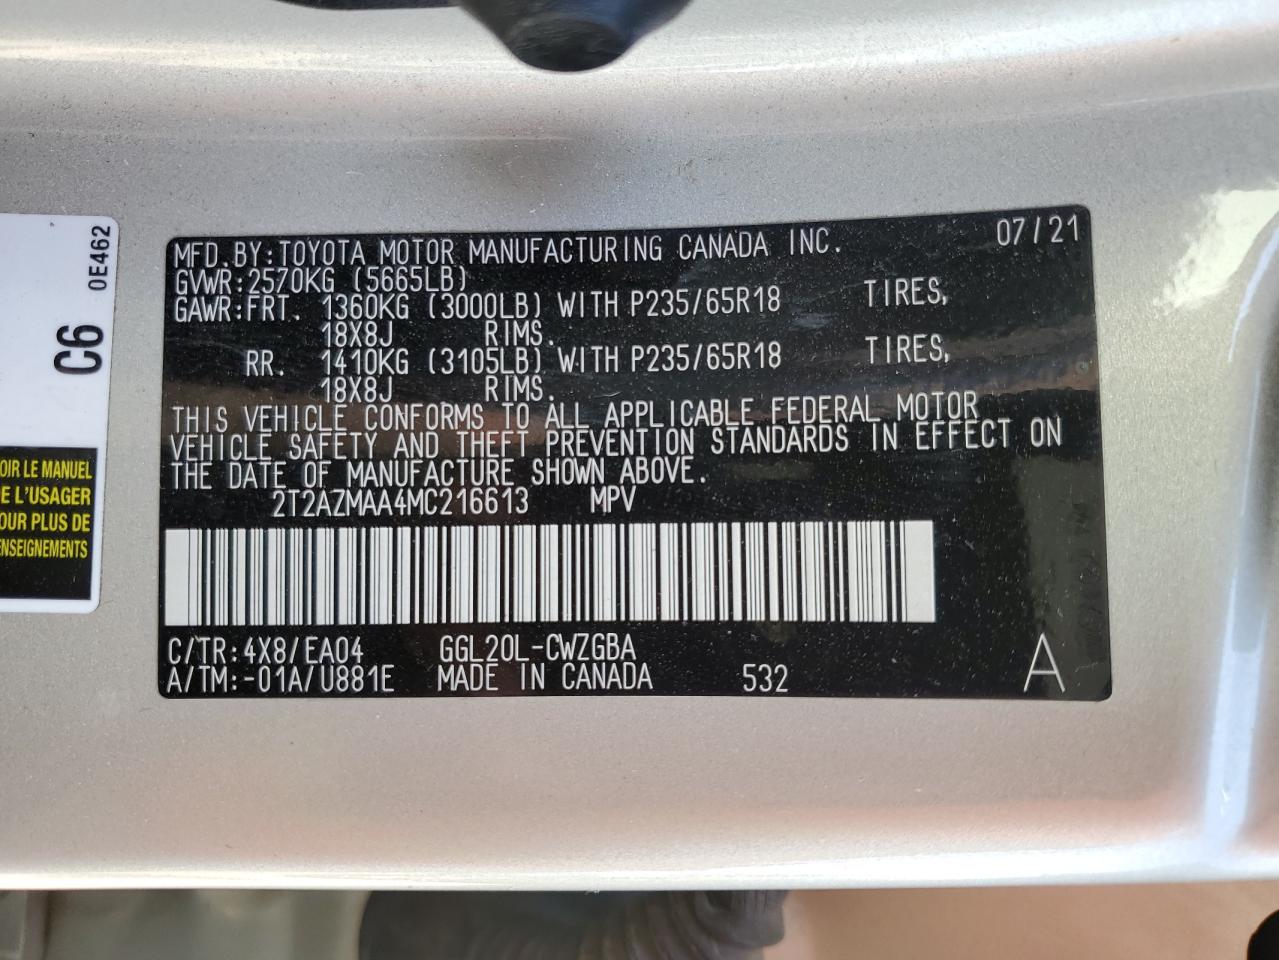 0E462
C6
OIR LE MANUEL
E L'USAGER
OUR PLUS DE
ENSEIGNEMENTS
MFD.BY:TOYOTA MOTOR MANUFACTURING CANADA INC. 07/21
GVWR:2570KG (5665LB)
GAWR:FRT. 1360KG (3000LB) WITH P235/65R18 TIRES,
18X8J RIMS.
RR. 1410KG (3105LB) WITH P235/65R18 TIRES,
18X8J RIMS.
THIS VEHICLE CONFORMS TO ALL APPLICABLE FEDERAL MOTOR
VEHICLE SAFETY AND THEFT PREVENTION STANDARDS IN EFFECT ON
THE DATE OF MANUFACTURE SHOWN ABOVE.
2T2AZMAA4MC216613 MPV
C/TR:4X8/EA04 GGL20L-CWZGBA
A/TM:-01A/U881E MADE IN CANADA 532 A